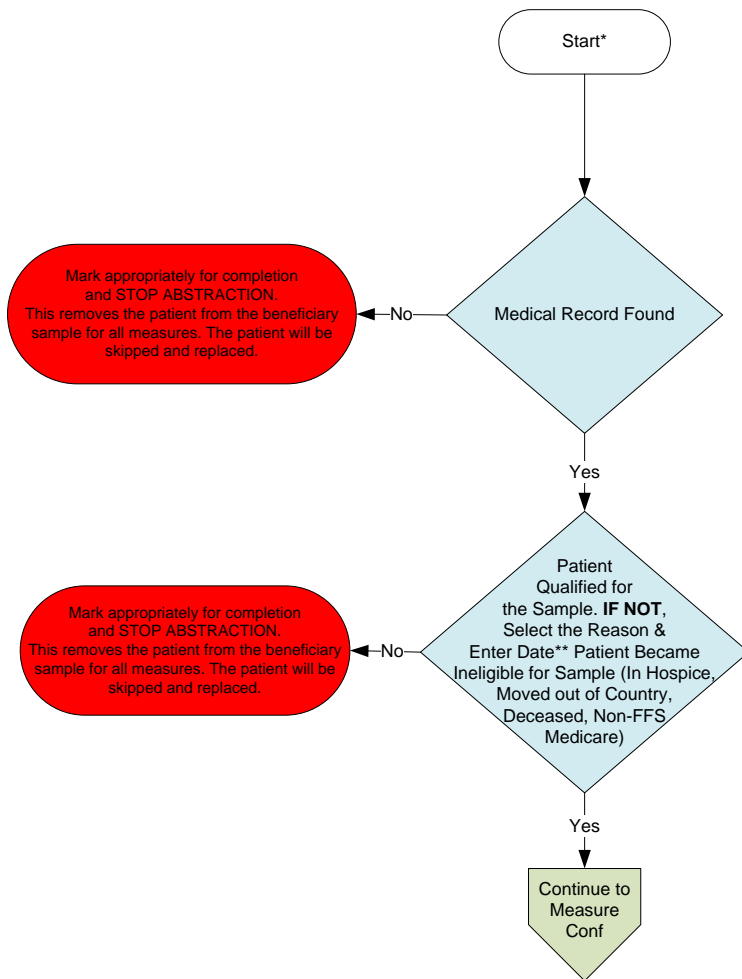 Start*
Medical Record Found
No
Mark appropriately for completion
and STOP ABSTRACTION.
This removes the patient from the beneficiary
sample for all measures. The patient will be
skipped and replaced.
Yes
Patient
Qualified for
the Sample. IF NOT,
Select the Reason &
Enter Date** Patient Became
Ineligible for Sample (In Hospice,
Moved out of Country,
Deceased, Non-FFS
Medicare)
No
Mark appropriately for completion
and STOP ABSTRACTION.
This removes the patient from the beneficiary
sample for all measures. The patient will be
skipped and replaced.
Yes
Continue to
Measure
Conf